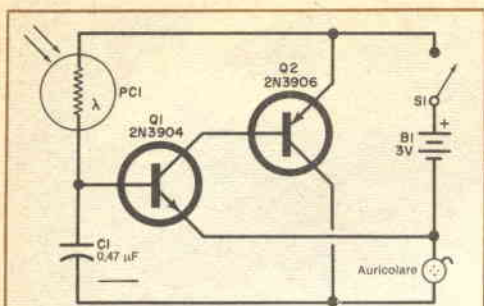 PC1
λ
Q1
2N3904
Q2
2N3906
S1
+
B1
3V
C1
0,47 µF
Auricolare